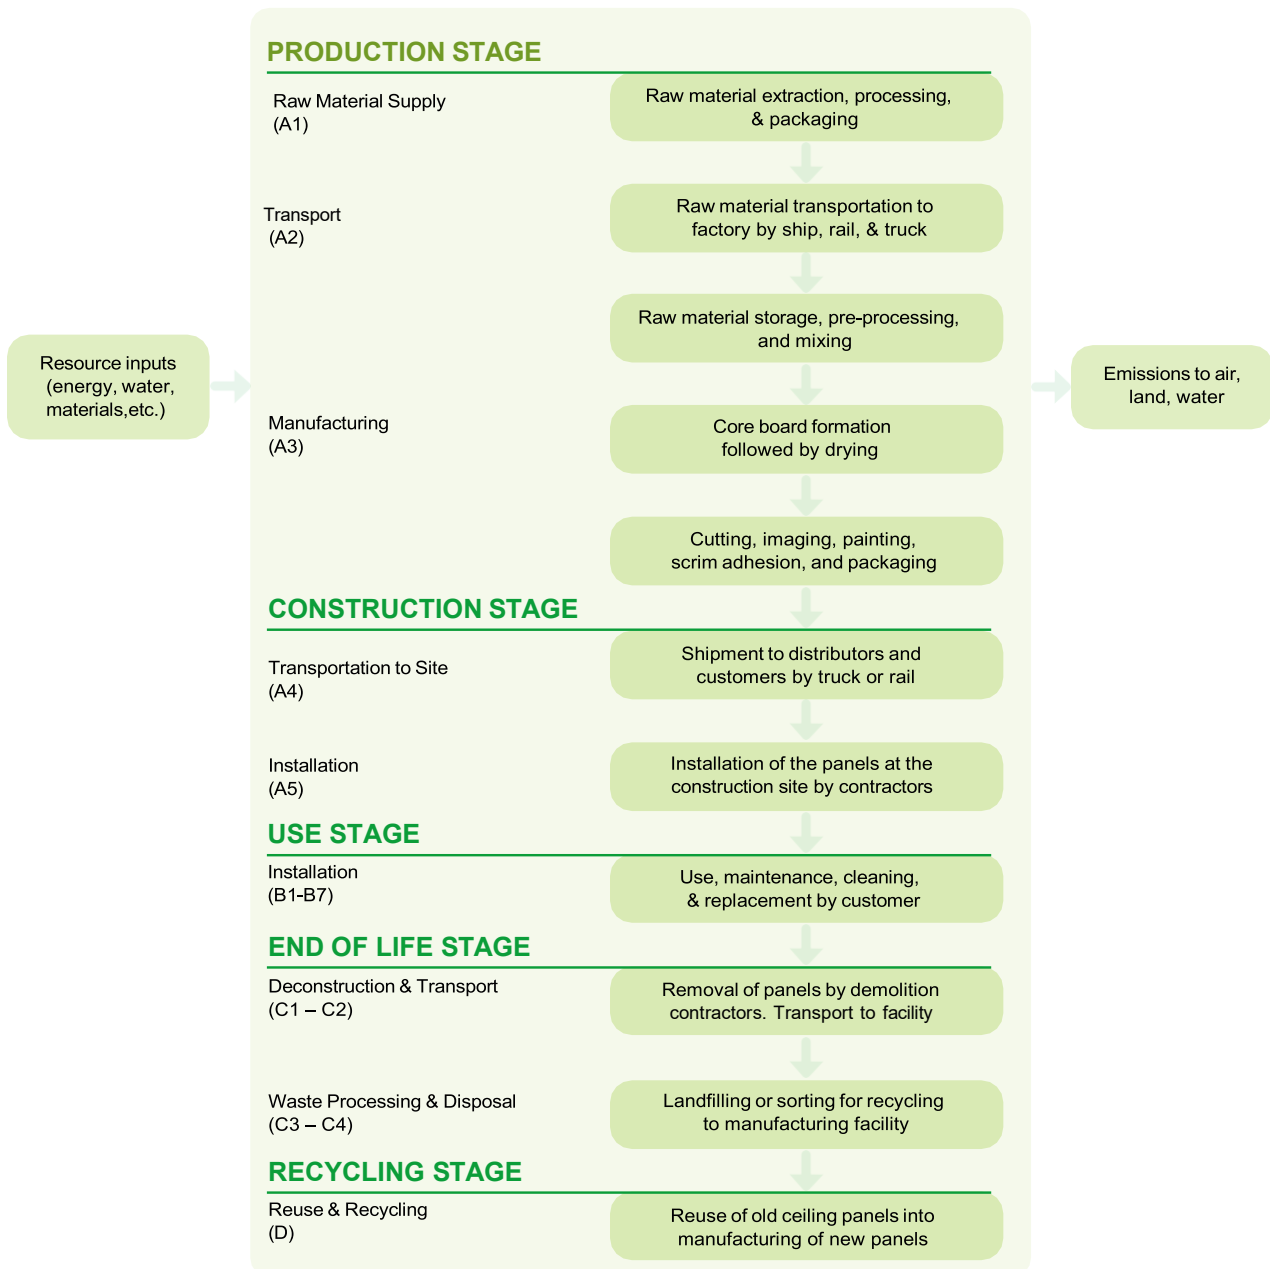 PRODUCTION STAGE
Raw Material Supply
(A1)
Raw material extraction, processing,
& packaging
Transport
(A2)
Raw material transportation to
factory by ship, rail, & truck
Raw material storage, pre-processing,
and mixing
Resource inputs
(energy, water,
materials,etc.)
Emissions to air,
land, water
Manufacturing
(A3)
Core board formation
followed by drying
Cutting, imaging, painting,
scrim adhesion, and packaging
CONSTRUCTION STAGE
Transportation to Site
(A4)
Shipment to distributors and
customers by truck or rail
Installation
(A5)
Installation of the panels at the
construction site by contractors
USE STAGE
Installation
(B1-B7)
Use, maintenance, cleaning,
& replacement by customer
END OF LIFE STAGE
Deconstruction & Transport
(C1 – C2)
Removal of panels by demolition
contractors. Transport to facility
Waste Processing & Disposal
(C3 – C4)
Landfilling or sorting for recycling
to manufacturing facility
RECYCLING STAGE
Reuse & Recycling
(D)
Reuse of old ceiling panels into
manufacturing of new panels